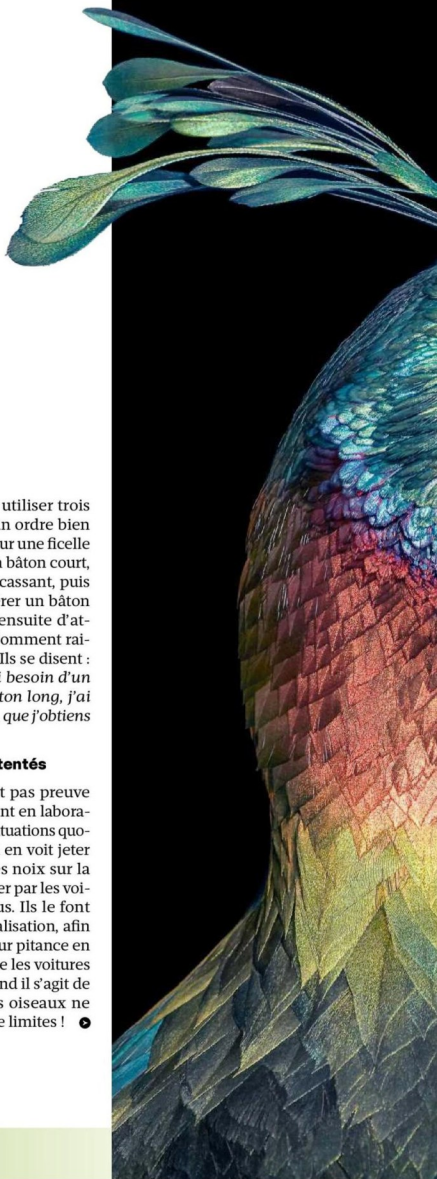 utiliser trois
n ordre bien
ur une ficelle
bâton court,
cassant, puis
rer un bâton
ensuite d'at-
omment rai-
Ils se disent :
besoin d'un
ton long, j'ai
que j'obtiens
tentés
t pas preuve
nt en labora-
tuations quo-
en voit jeter
s noix sur la
er par les voi-
us. Ils le font
alisation, afin
ur pitance en
e les voitures
nd il s'agit de
s oiseaux ne
e limites !